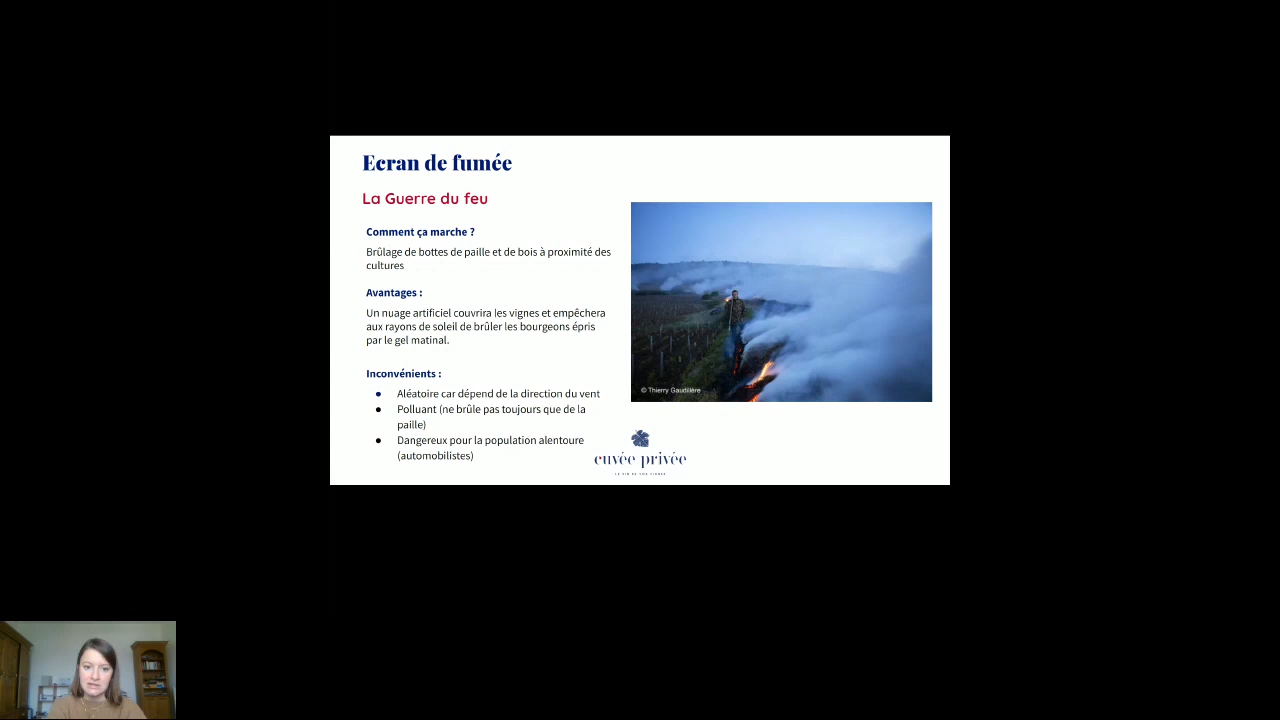 Ecran de fumée
La Guerre du feu
Comment ça marche ?
Brûlage de bottes de paille et de bois à proximité des
cultures
Avantages :
Un nuage artificiel couvrira les vignes et empêchera
aux rayons de soleil de brûler les bourgeons épris
par le gel matinal.
Inconvénients :
● Aléatoire car dépend de la direction du vent
● Polluant (ne brûle pas toujours que de la
paille)
● Dangereux pour la population alentoure
(automobilistes)
© Thierry Gaudillère
cuvée privée